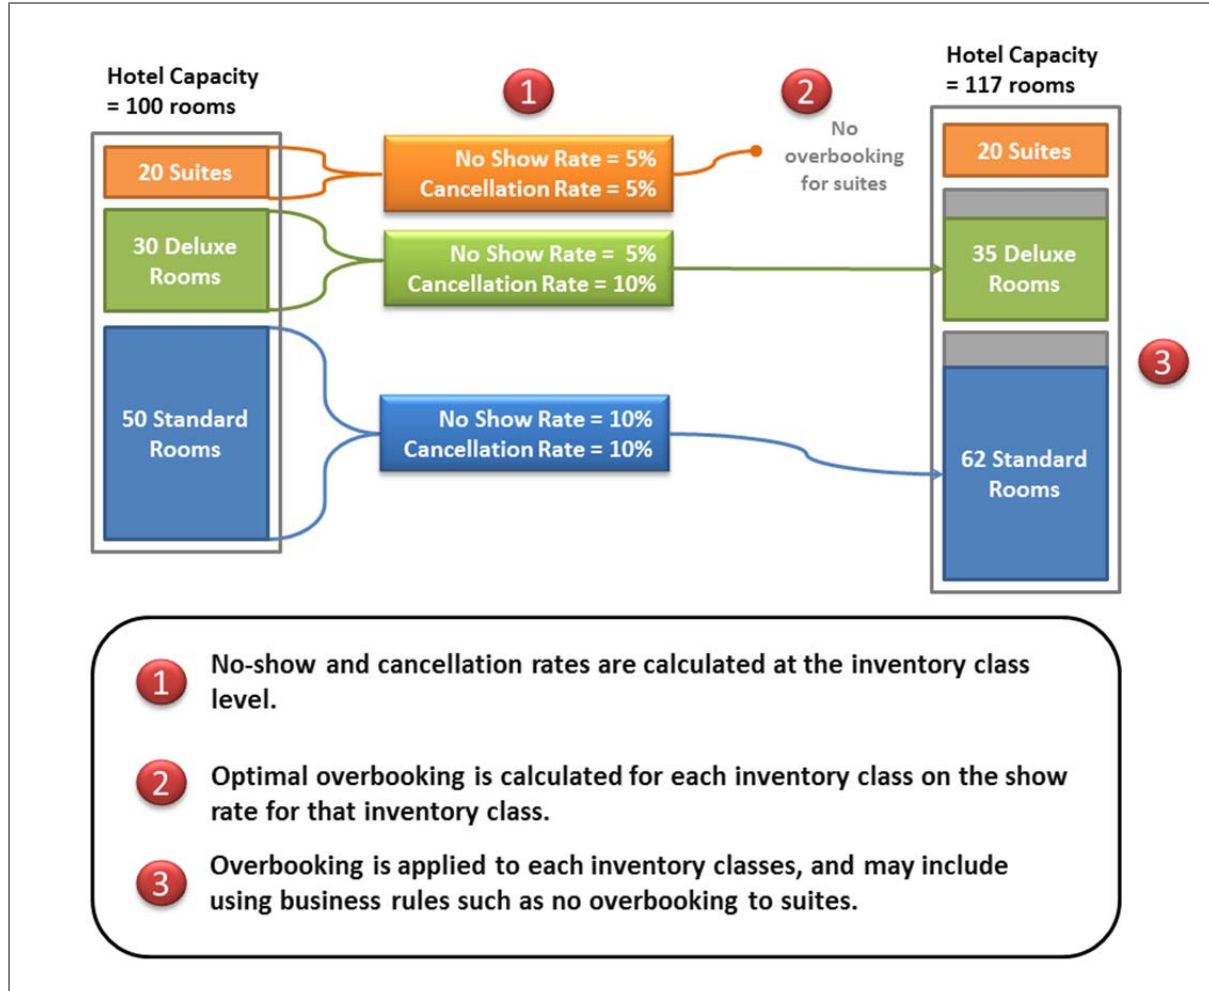 Hotel Capacity
= 100 rooms
20 Suites
30 Deluxe
Rooms
50 Standard
Rooms
1
No Show Rate = 5%
Cancellation Rate = 5%
No Show Rate =  5%
Cancellation Rate = 10%
No Show Rate = 10%
Cancellation Rate = 10%
2
No
overbooking
for suites
Hotel Capacity
= 117 rooms
20 Suites
35 Deluxe
Rooms
62 Standard
Rooms
3
1
No-show and cancellation rates are calculated at the inventory class
level.
2
Optimal overbooking is calculated for each inventory class on the show
rate for that inventory class.
3
Overbooking is applied to each inventory classes, and may include
using business rules such as no overbooking to suites.